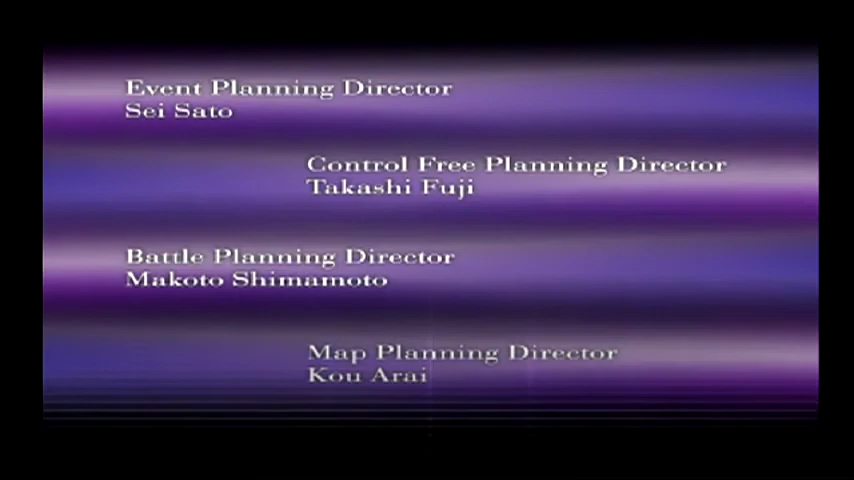 Event Planning Director
Sei Sato
Control Free Planning Director
Takashi Fuji
Battle Planning Director
Makoto Shimamoto
Map Planning Director
Kou Arai